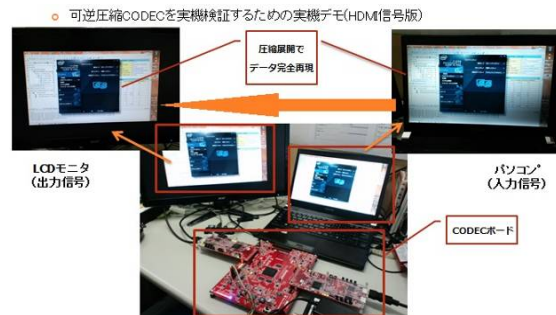 可逆圧縮CODECを実機検証するための実機デモ(HDMI信号版)
圧縮展開で
データ完全再現
LCDモニタ
(出力信号)
パソコンﾟ
(入力信号)
CODECボード